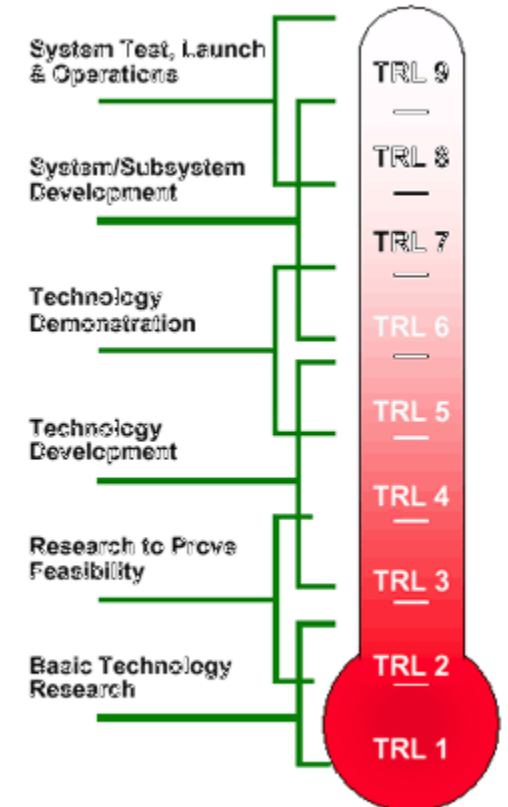 System Test, Launch
& Operations
System/Subsystem
Development
Technology
Demonstration
Technology
Development
Research to Prove
Feasibility
Basic Technology
Research
TRL 9
TRL 8
TRL 7
TRL 6
TRL 5
TRL 4
TRL 3
TRL 2
TRL 1